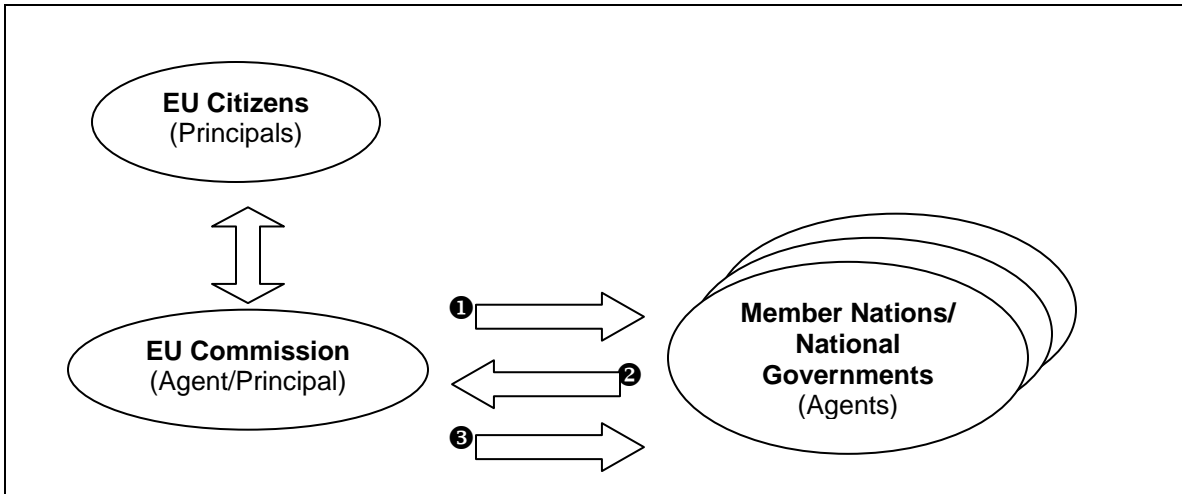 EU Citizens
(Principals)
EU Commission
(Agent/Principal)
❶
❷
❸
Member Nations/
National
Governments
(Agents)